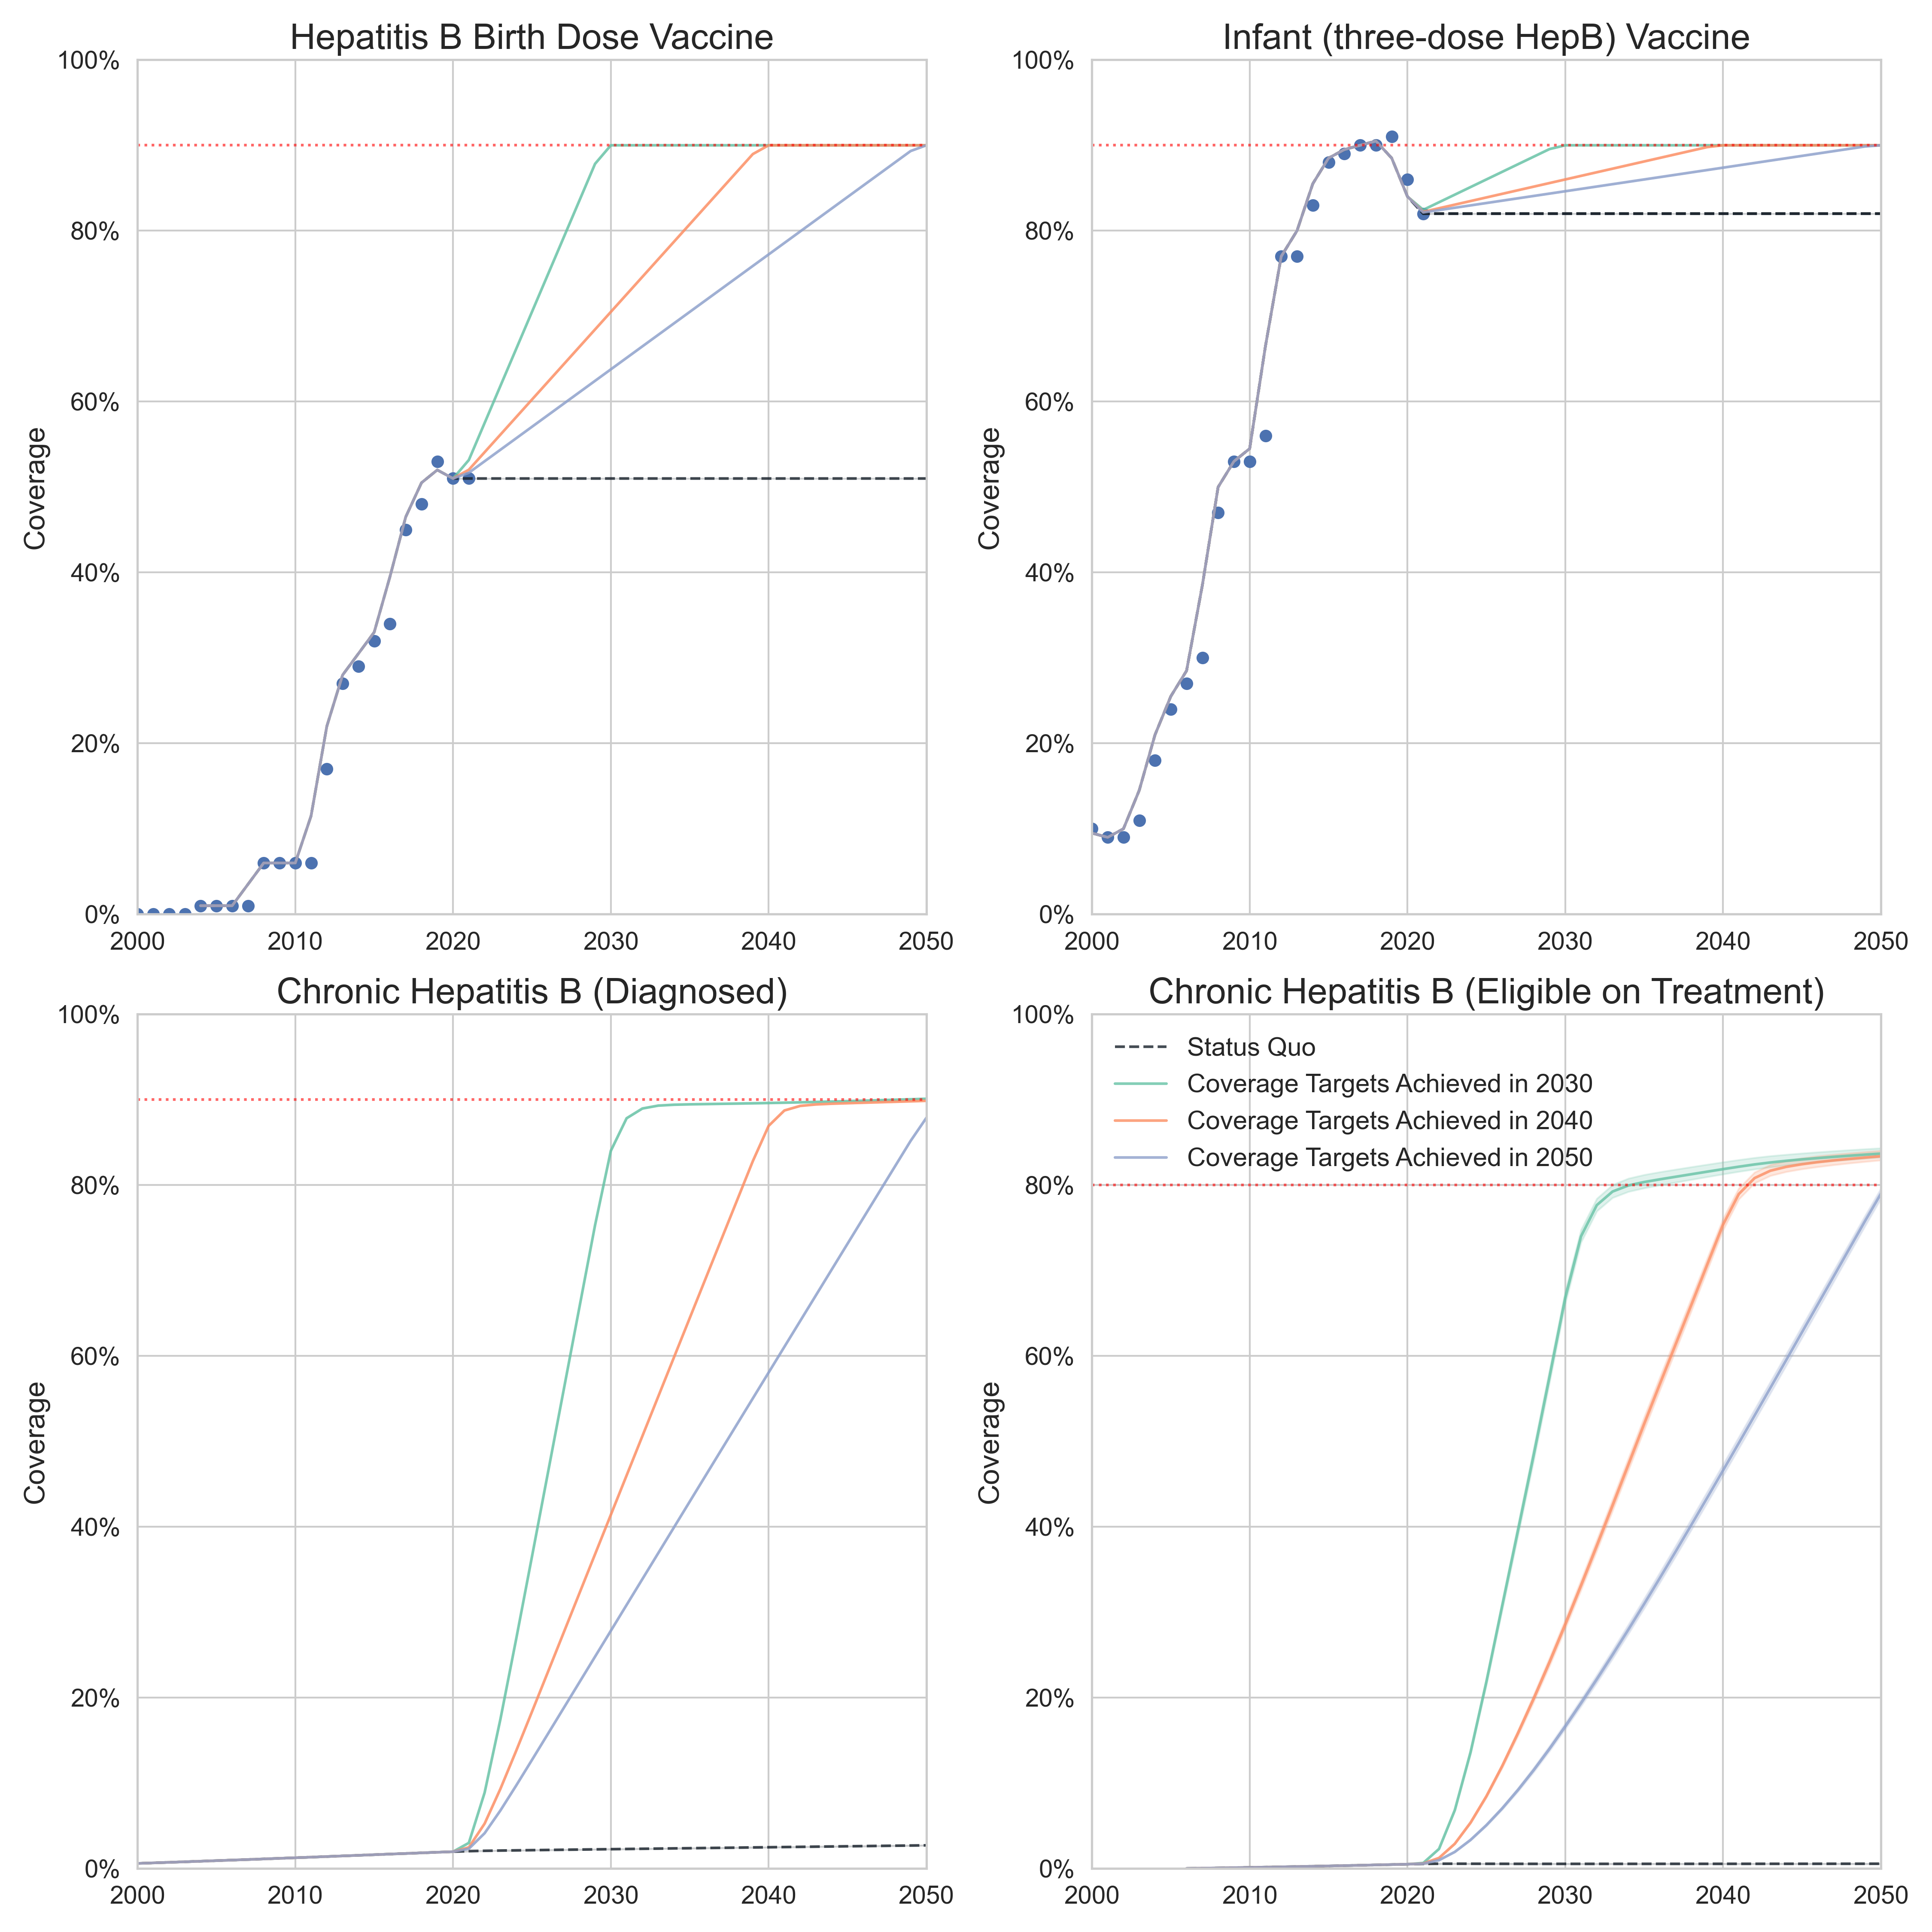 Hepatitis B Birth Dose Vaccine
100%
80%
60%
40%
20%
0%
Coverage
2000 2010 2020 2030 2040 2050
Infant (three-dose HepB) Vaccine
100%
80%
60%
40%
20%
0%
Coverage
2000 2010 2020 2030 2040 2050
Chronic Hepatitis B (Diagnosed)
100%
80%
60%
40%
20%
0%
Coverage
2000 2010 2020 2030 2040 2050
Chronic Hepatitis B (Eligible on Treatment)
100%
80%
60%
40%
20%
0%
Coverage
Status Quo
Coverage Targets Achieved in 2030
Coverage Targets Achieved in 2040
Coverage Targets Achieved in 2050
2000 2010 2020 2030 2040 2050